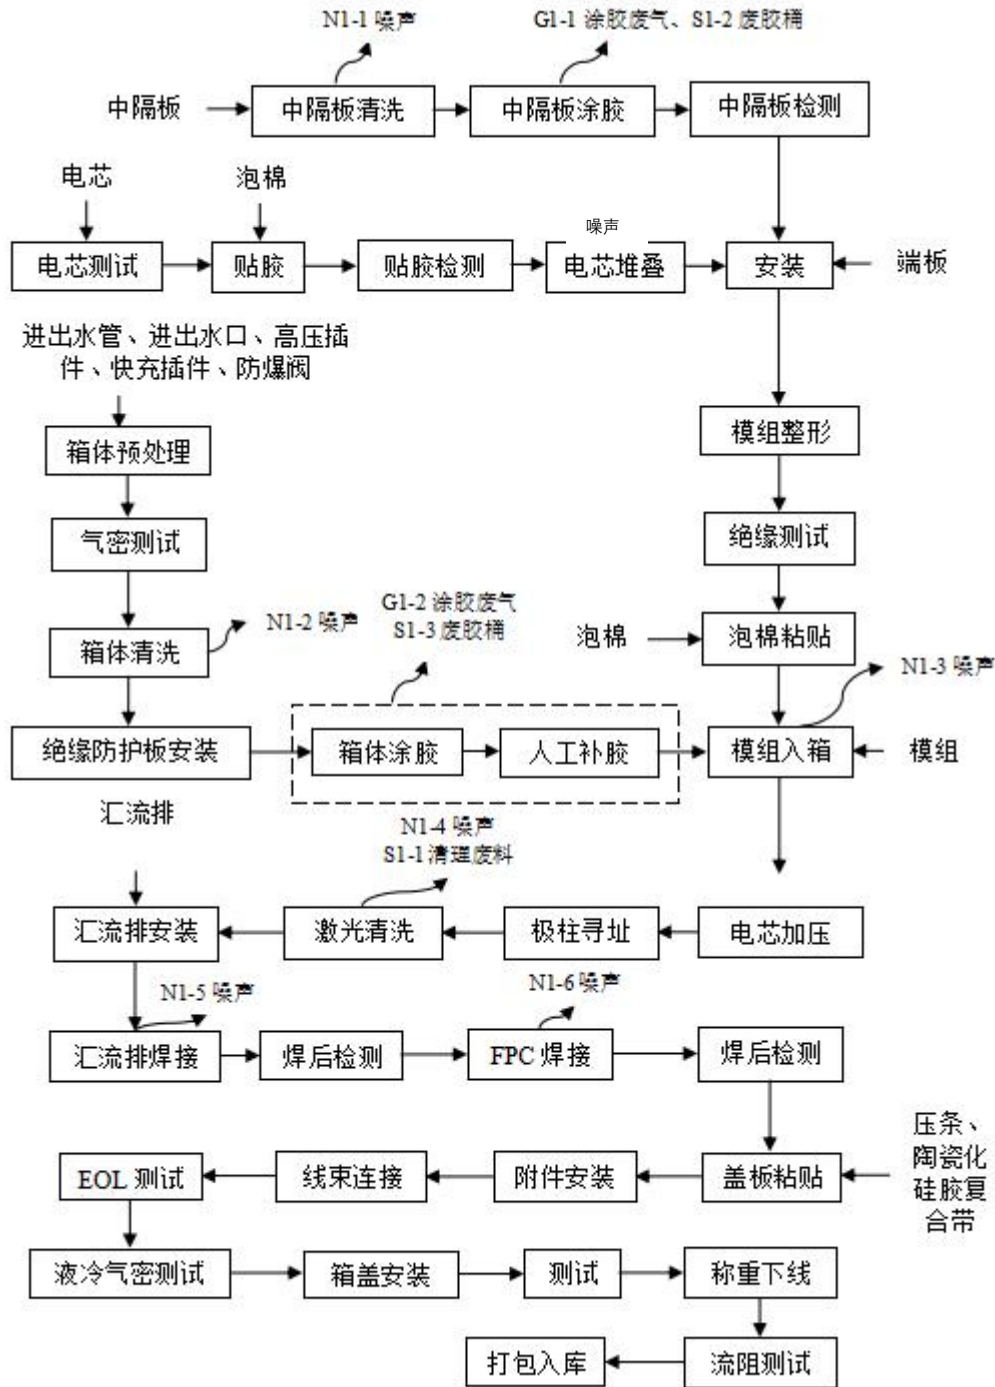 N1-1 噪声
G1-1 涂胶废气、S1-2 废胶桶
中隔板
中隔板清洗
中隔板涂胶
中隔板检测
电芯
泡棉
噪声
电芯测试
贴胶
贴胶检测
电芯堆叠
安装
端板
进出水管、进出水口、高压插
件、快充插件、防爆阀
箱体预处理
模组整形
气密测试
绝缘测试
G1-2 涂胶废气
S1-3 废胶桶
N1-2 噪声
箱体清洗
泡棉
泡棉粘贴
N1-3 噪声
绝缘防护板安装
箱体涂胶
人工补胶
模组入箱
模组
汇流排
N1-4 噪声
S1-1 清理废料
汇流排安装
激光清洗
极柱寻址
电芯加压
N1-5 噪声
N1-6 噪声
汇流排焊接
焊后检测
FPC 焊接
焊后检测
压条、
陶瓷化
硅胶复
合带
EOL 测试
线束连接
附件安装
盖板粘贴
液冷气密测试
箱盖安装
测试
称重下线
打包入库
流阻测试